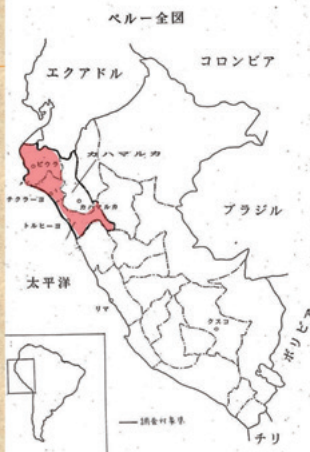 ペルー全図
コロンビア
エクアドル
カハマルカ
ピウラ
チクラーヨ
カハマルカ
トルヒーヨ
ブラジル
太平洋
リマ
クスコ
ボリビア
調査対象県
チリ